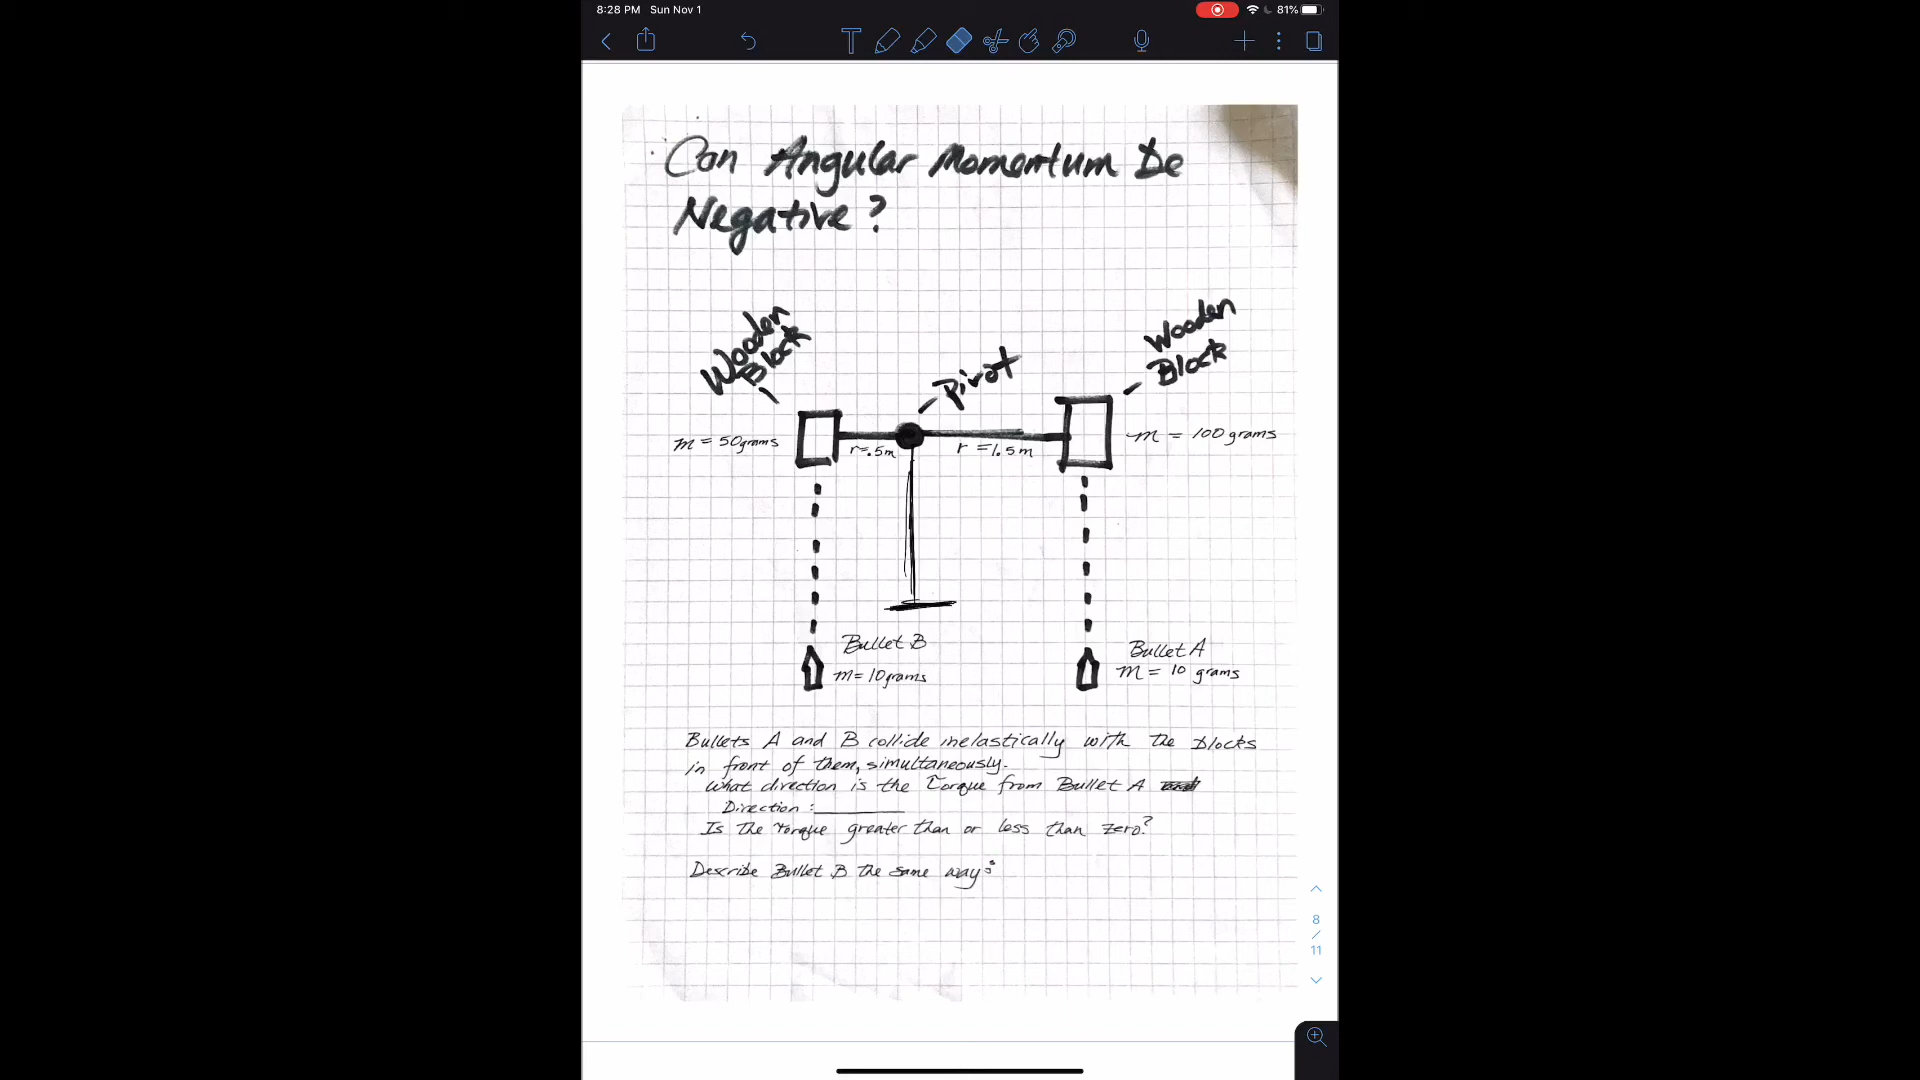 8:28 PM Sun Nov 1
81%
Can Angular Momentum Be
Negative?
Wooden
Block
Wooden
Block
Pivot
m = 50grams
r=.5m
r = 1.5m
m = 100 grams
Bullet B
m= 10grams
Bullet A
m = 10 grams
Bullets A and B collide inelastically with the blocks
in front of them, simultaneously.
What direction is the Torque from Bullet A
Direction:
Is the torque greater than or less than zero?
Describe Bullet B the same way:
8
/
11